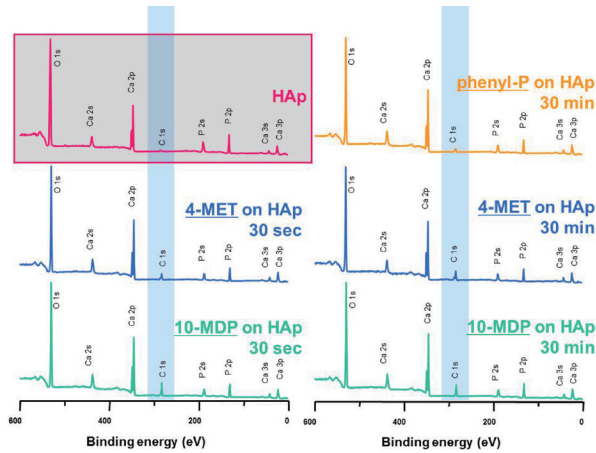 O 1s
Ca 2s
Ca 2p
C 1s
P 2s
P 2p
Ca 3s
Ca 3p
HAp
O 1s
Ca 2s
Ca 2p
C 1s
P 2s
P 2p
Ca 3s
Ca 3p
phenyl-P on HAp
30 min
O 1s
Ca 2s
Ca 2p
C 1s
P 2s
P 2p
Ca 3s
Ca 3p
4-MET on HAp
30 sec
O 1s
Ca 2s
Ca 2p
C 1s
P 2s
P 2p
Ca 3s
Ca 3p
4-MET on HAp
30 min
O 1s
Ca 2s
Ca 2p
C 1s
P 2s
P 2p
Ca 3s
Ca 3p
10-MDP on HAp
30 sec
O 1s
Ca 2s
Ca 2p
C 1s
P 2s
P 2p
Ca 3s
Ca 3p
10-MDP on HAp
30 min
600 400 200 0
600 400 200 0
Binding energy (eV)
Binding energy (eV)